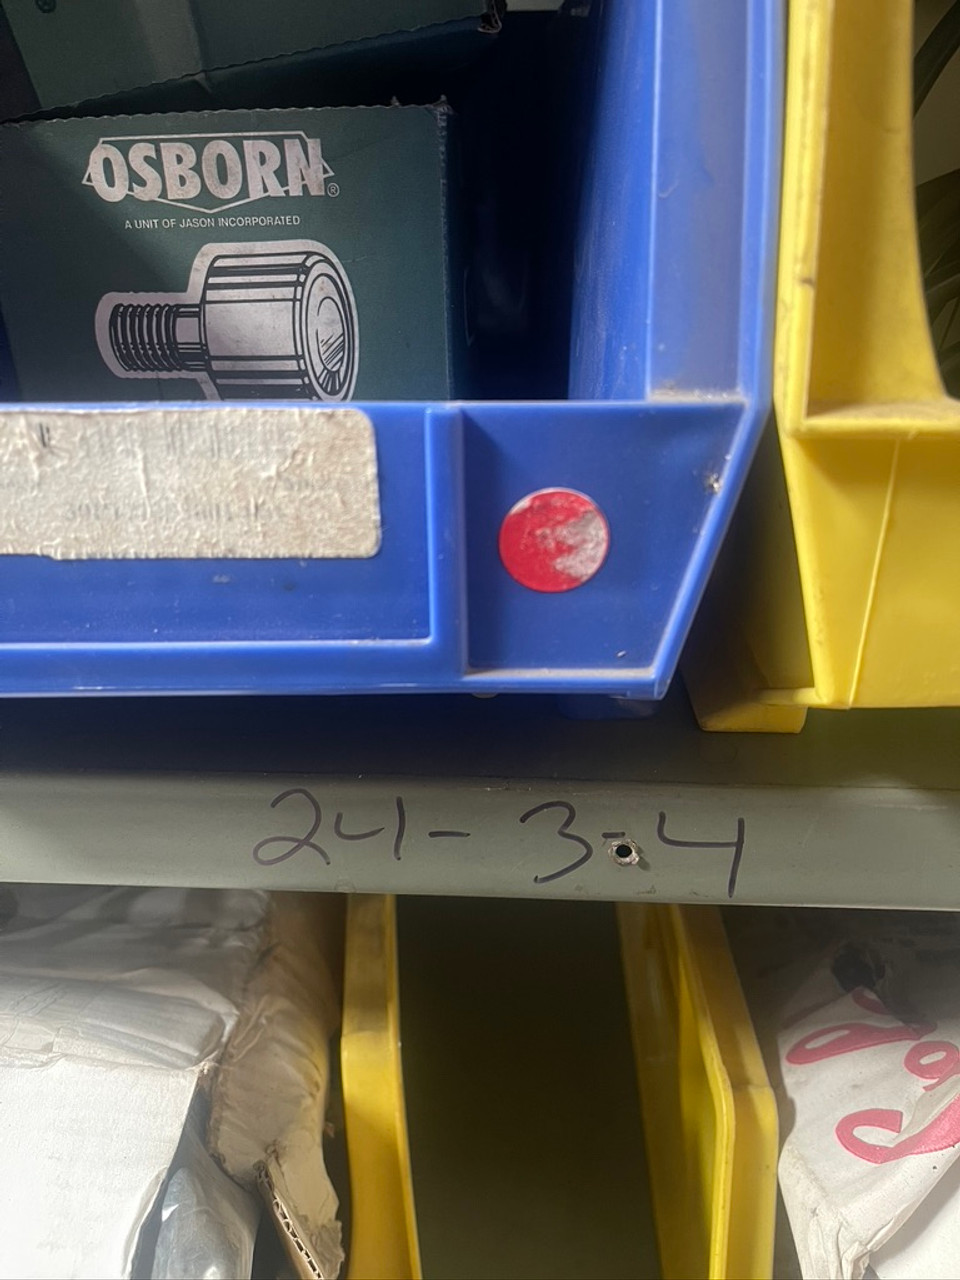 OSBORN®
A UNIT OF JASON INCORPORATED
24-3-4